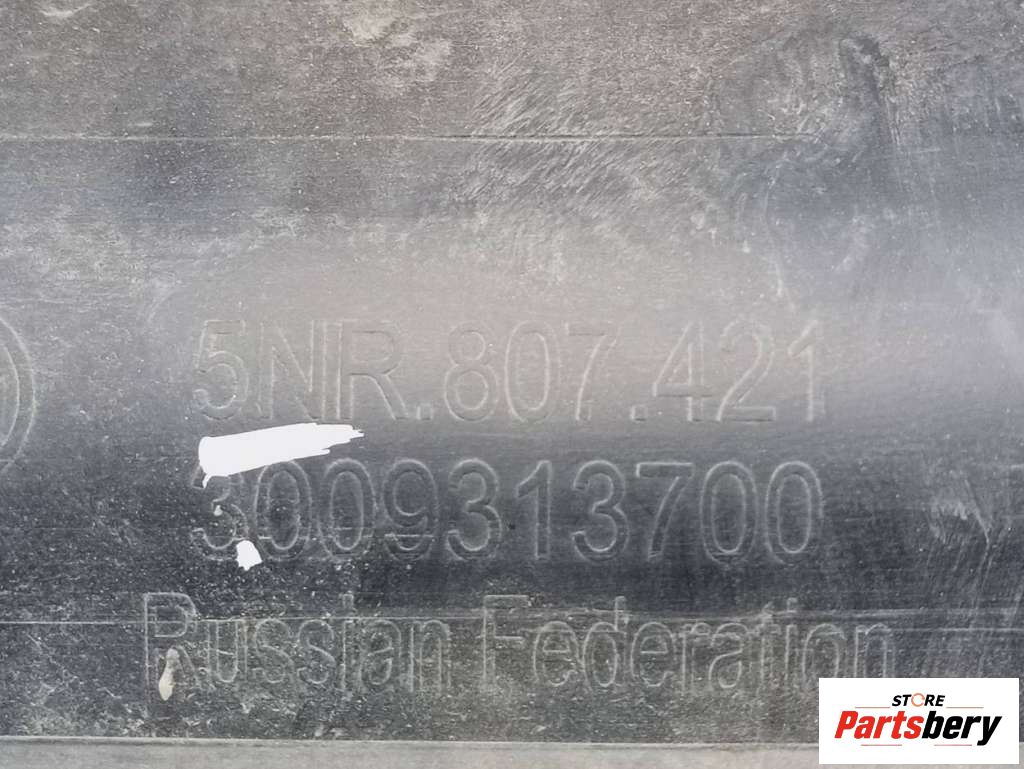 5NR.807.421
3009313700
Russian Federation
STORE
Partsbery